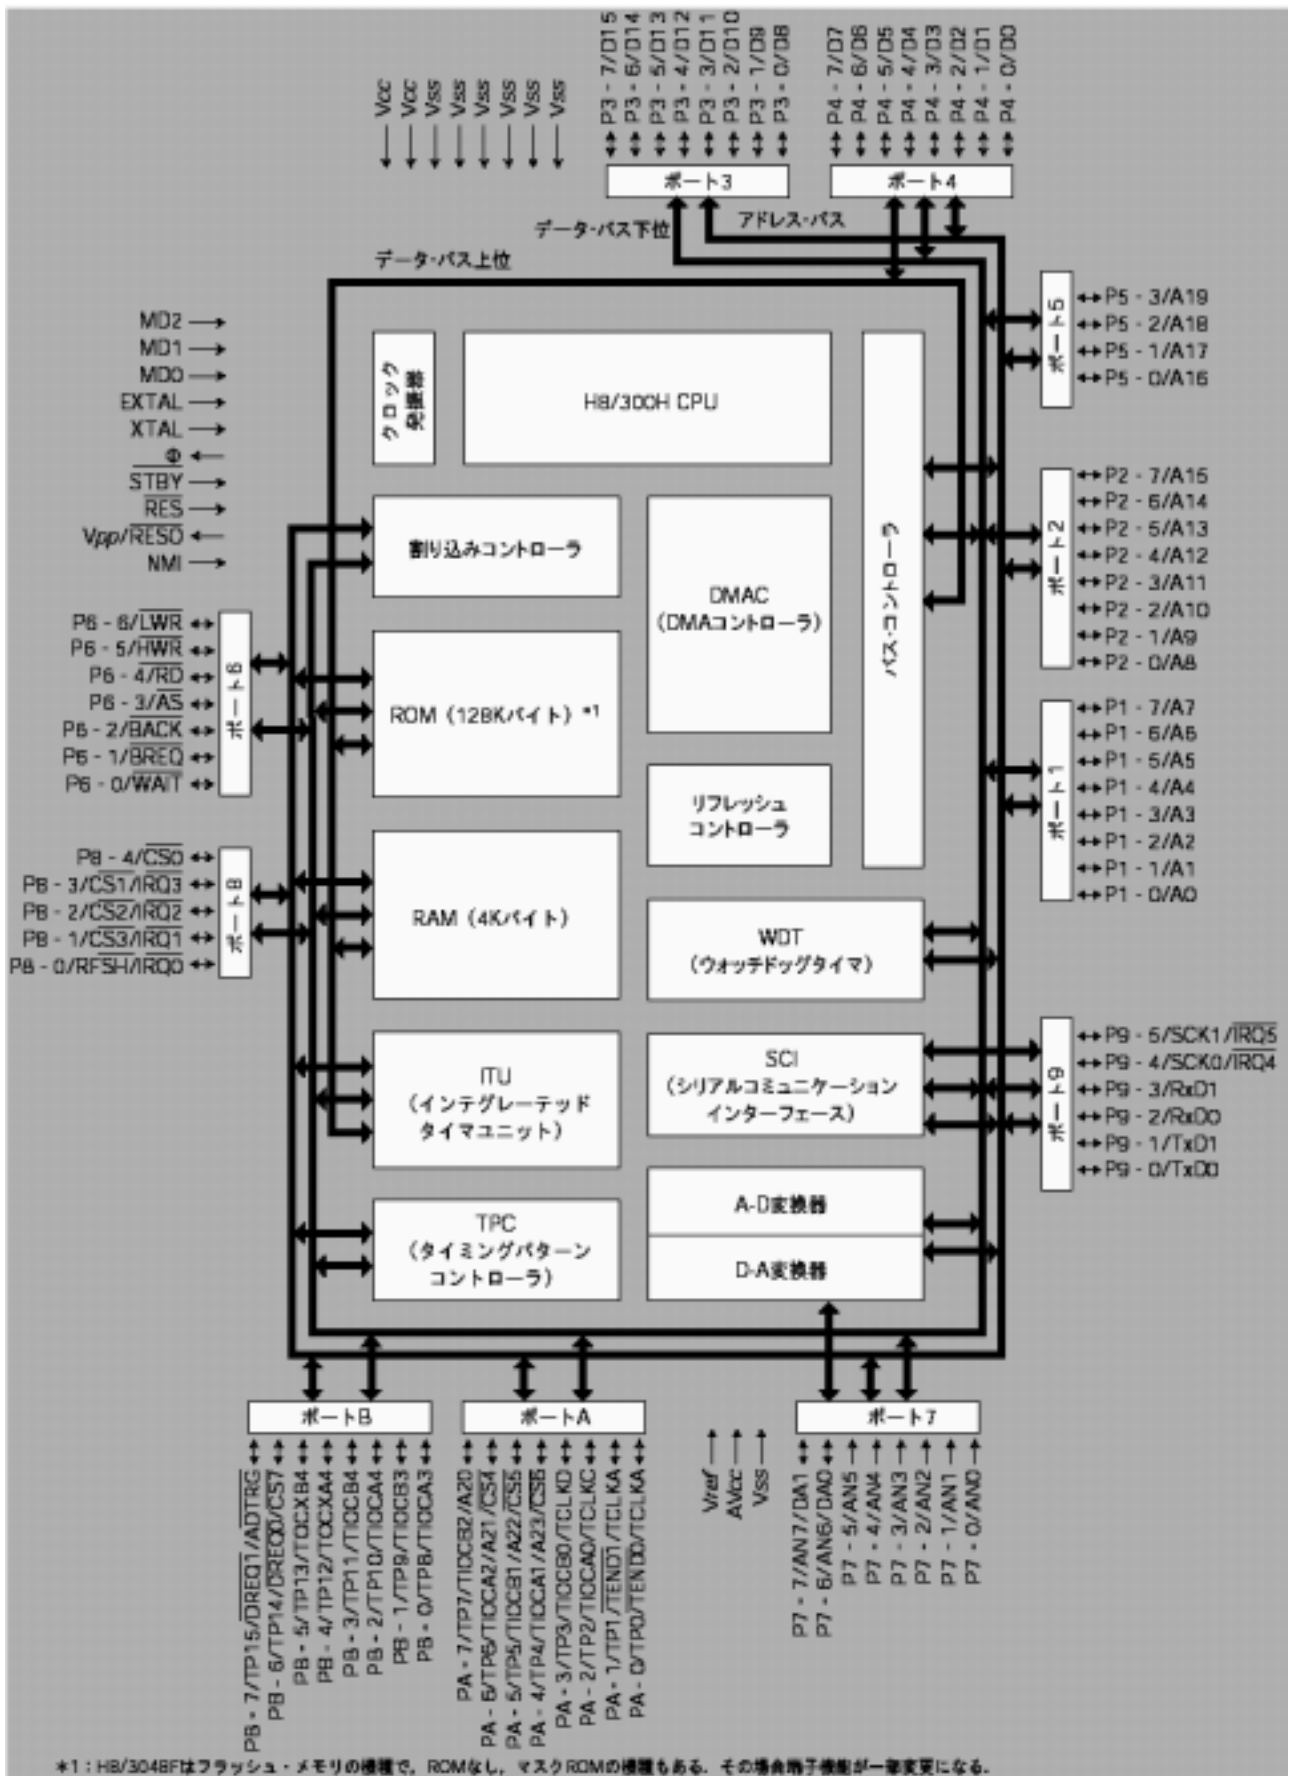 Vcc
Vcc
Vss
Vss
Vss
Vss
Vss
Vss
P3 - 7/D15
P3 - 6/D14
P3 - 5/D13
P3 - 4/D12
P3 - 3/D11
P3 - 2/D10
P3 - 1/D9
P3 - 0/D8
P4 - 7/D7
P4 - 6/D6
P4 - 5/D5
P4 - 4/D4
P4 - 3/D3
P4 - 2/D2
P4 - 1/D1
P4 - 0/D0
ポート3
ポート4
データ・バス下位
アドレス・バス
データ・バス上位
MD2
MD1
MD0
EXTAL
XTAL
Φ
STBY
RES
Vpp/RESO
NMI
クロック
発振器
H8/300H CPU
バス・コントローラ
ポート5
P5 - 3/A19
P5 - 2/A18
P5 - 1/A17
P5 - 0/A16
割り込みコントローラ
DMAC
(DMAコントローラ)
ポート2
P2 - 7/A15
P2 - 6/A14
P2 - 5/A13
P2 - 4/A12
P2 - 3/A11
P2 - 2/A10
P2 - 1/A9
P2 - 0/A8
P6 - 6/LWR
P6 - 5/HWR
P6 - 4/RD
P6 - 3/AS
P6 - 2/BACK
P6 - 1/BREQ
P6 - 0/WAIT
ポート6
ROM (128Kバイト) *1
リフレッシュ
コントローラ
ポート1
P1 - 7/A7
P1 - 6/A6
P1 - 5/A5
P1 - 4/A4
P1 - 3/A3
P1 - 2/A2
P1 - 1/A1
P1 - 0/A0
P8 - 4/CS0
P8 - 3/CS1/IRQ3
P8 - 2/CS2/IRQ2
P8 - 1/CS3/IRQ1
P8 - 0/RFSH/IRQ0
ポート8
RAM (4Kバイト)
WDT
(ウォッチドッグタイマ)
ITU
(インテグレーテッド
タイマユニット)
SCI
(シリアルコミュニケーション
インターフェース)
ポート9
P9 - 5/SCK1/IRQ5
P9 - 4/SCK0/IRQ4
P9 - 3/RxD1
P9 - 2/RxD0
P9 - 1/TxD1
P9 - 0/TxD0
TPC
(タイミングパターン
コントローラ)
A-D変換器
D-A変換器
ポートB
ポートA
ポート7
PB - 7/TP15/DREQ1/ADTRG
PB - 6/TP14/DREQ0/CS7
PB - 5/TP13/TOCXB4
PB - 4/TP12/TOCXA4
PB - 3/TP11/TIOCB4
PB - 2/TP10/TIOCA4
PB - 1/TP9/TIOCB3
PB - 0/TP8/TIOCA3
PA - 7/TP7/TIOCB2/A20
PA - 6/TP6/TIOCA2/A21/CS4
PA - 5/TP5/TIOCB1/A22/CS5
PA - 4/TP4/TIOCA1/A23/CS6
PA - 3/TP3/TIOCB0/TCLKD
PA - 2/TP2/TIOCA0/TCLKC
PA - 1/TP1/TEND1/TCLKA
PA - 0/TP0/TEND0/TCLKA
Vref
AVcc
Vss
P7 - 7/AN7/DA1
P7 - 6/AN6/DA0
P7 - 5/AN5
P7 - 4/AN4
P7 - 3/AN3
P7 - 2/AN2
P7 - 1/AN1
P7 - 0/AN0
*1：H8/3048Fはフラッシュ・メモリの機種で，ROMなし，マスクROMの機種もある．その場合端子機能が一部変更になる．